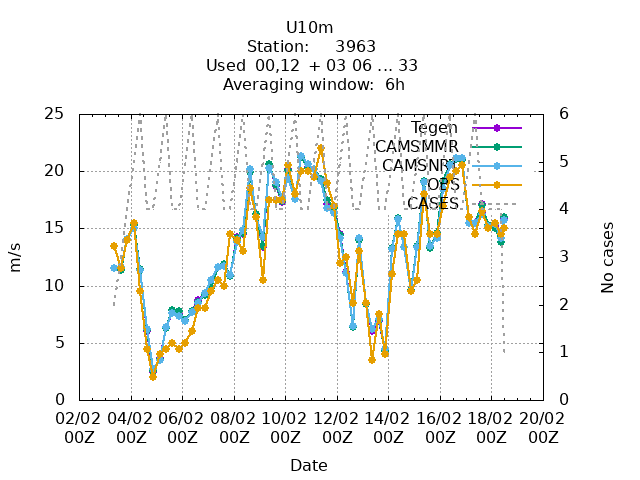 U10m
Station: 3963
Used 00,12 + 03 06 ... 33
Averaging window: 6h
25 6
Tegen
CAMSMMR
20 5
CAMSNRT
OBS
CASES
15 4
m/s
No cases
10 3
2
5
1
0 0
02/02 04/02 06/02 08/02 10/02 12/02 14/02 16/02 18/02 20/02
00Z 00Z 00Z 00Z 00Z 00Z 00Z 00Z 00Z 00Z
Date